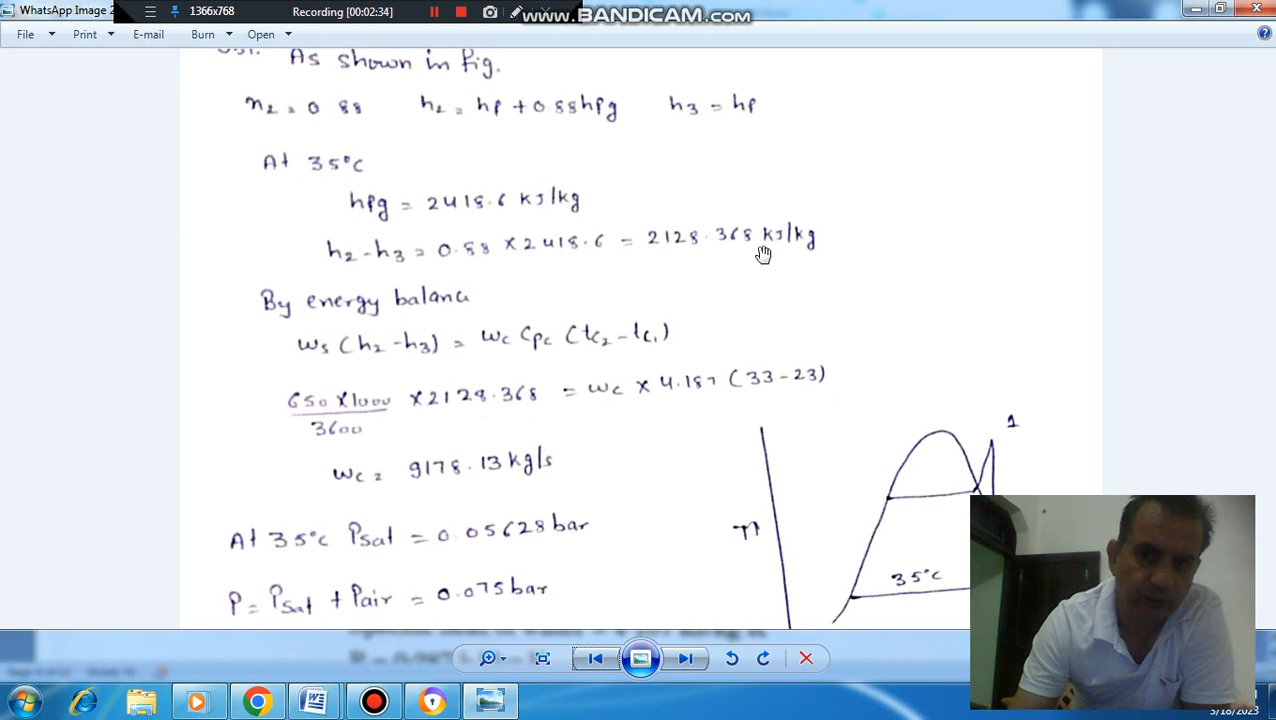 WhatsApp Image 2
1366x768
Recording [00:02:34]
www.BANDICAM.com
File Print E-mail Burn Open
As shown in fig.
x₂ = 0.88 h₂ = hf + 0.88hfg h₃ = hf
At 35°C
hfg = 2418.6 kJ/kg
h₂-h₃ = 0.88 × 2418.6 = 2128.368 kJ/kg
By energy balance
ws (h₂-h₃) = wc Cpc (tc₂-tc₁)
650 × 1000
3600
× 2128.368 = wc × 4.187 (33-23)
wc = 9178.13 kg/s
At 35°C Psat = 0.05628 bar
P = Psat + Pair = 0.075 bar
1
T
35°C
5/18/2023